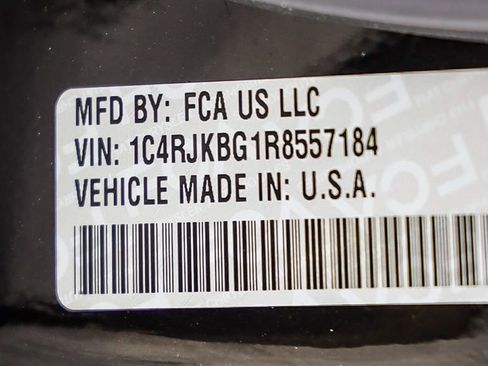 MFD BY: FCA US LLC
VIN: 1C4RJKBG1R8557184
VEHICLE MADE IN: U.S.A.